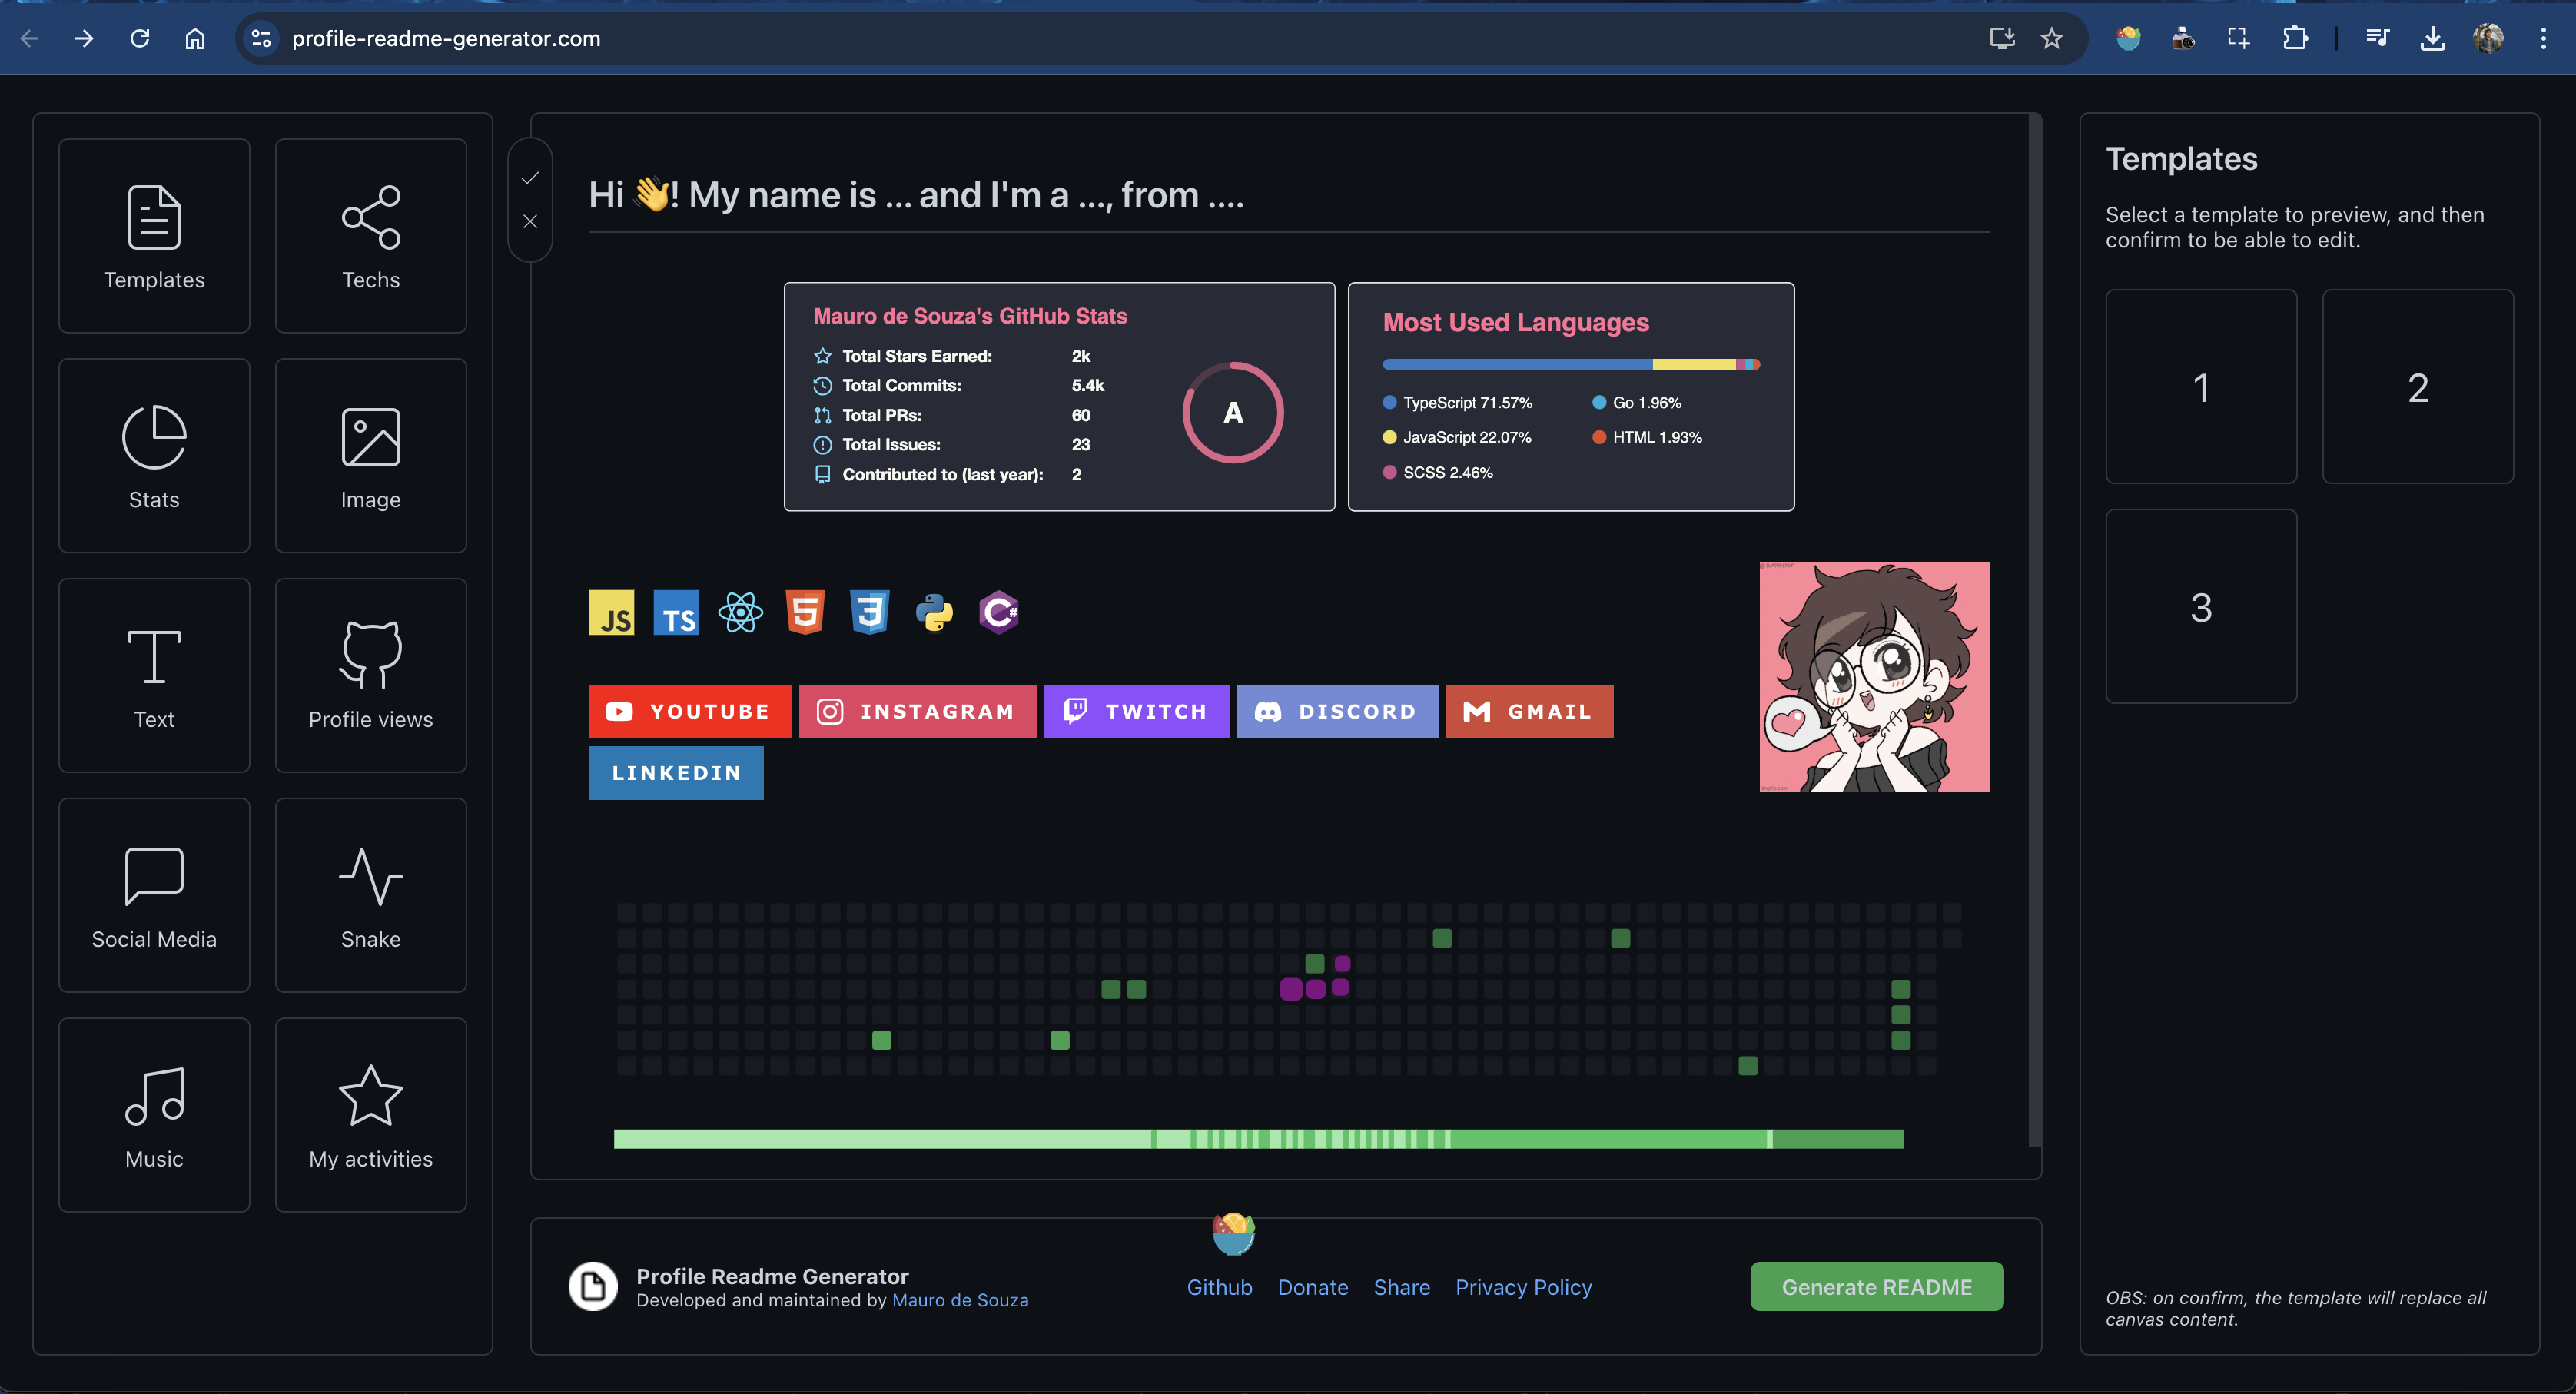 profile-readme-generator.com
Templates
Techs
Stats
Image
Text
Profile views
Social Media
Snake
Music
My activities
Hi 👋! My name is ... and I'm a ..., from ....
Mauro de Souza's GitHub Stats
Total Stars Earned: 2k
Total Commits: 5.4k
Total PRs: 60
Total Issues: 23
Contributed to (last year): 2
A
Most Used Languages
TypeScript 71.57%
JavaScript 22.07%
SCSS 2.46%
Go 1.96%
HTML 1.93%
JS
TS
5
3
C#
YOUTUBE
INSTAGRAM
TWITCH
DISCORD
GMAIL
LINKEDIN
Profile Readme Generator
Developed and maintained by Mauro de Souza
Github
Donate
Share
Privacy Policy
Generate README
Templates
Select a template to preview, and then
confirm to be able to edit.
1
2
3
OBS: on confirm, the template will replace all
canvas content.